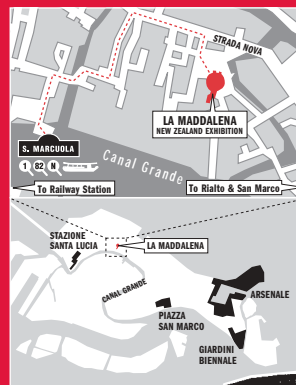 STRADA NOVA
LA MADDALENA
NEW ZEALAND EXHIBITION
S. MARCUOLA
1 82 N
Canal Grande
To Railway Station
To Rialto & San Marco
STAZIONE
SANTA LUCIA
LA MADDALENA
CANAL GRANDE
ARSENALE
PIAZZA
SAN MARCO
GIARDINI
BIENNALE